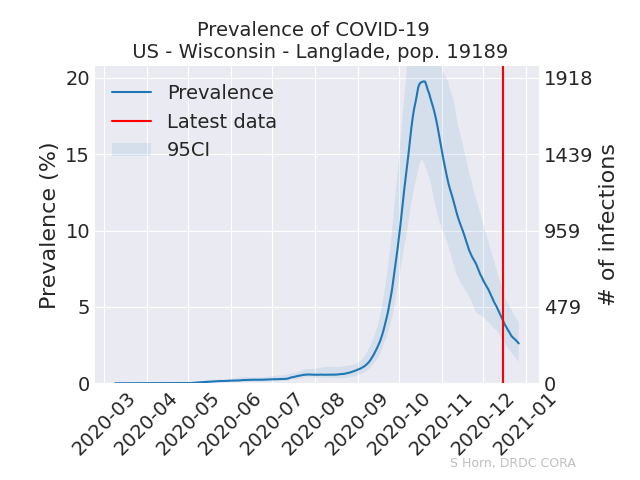 Prevalence of COVID-19
US - Wisconsin - Langlade, pop. 19189
Prevalence
Latest data
95CI
Prevalence (%)
20
15
10
5
0
1918
1439
959
479
0
# of infections
2020-03
2020-04
2020-05
2020-06
2020-07
2020-08
2020-09
2020-10
2020-11
2020-12
2021-01
S Horn, DRDC CORA